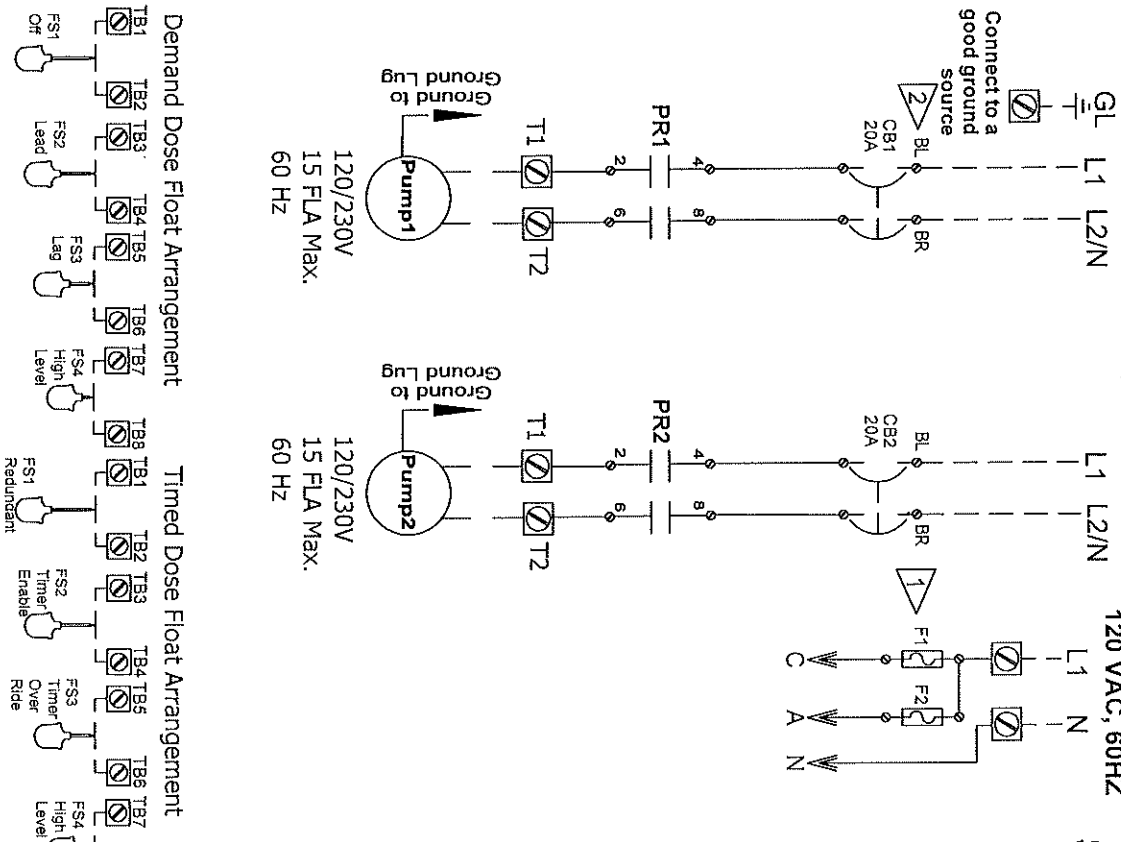 GL
Connect to a
good ground
source
2
BL
BR
CB1
20A
L1
L2/N
PR1
4
8
2
6
T1
T2
Pump1
Ground to
Ground Lug
120/230V
15 FLA Max.
60 Hz
L1
L2/N
BL
BR
CB2
20A
PR2
4
8
2
6
T1
T2
Pump2
Ground to
Ground Lug
120/230V
15 FLA Max.
60 Hz
120 VAC, 60HZ
L1
N
1
F1
F2
C
A
N
Demand Dose Float Arrangement
TB1
TB2
TB3
TB4
TB5
TB6
TB7
TB8
FS1
Off
FS2
Lead
FS3
Lag
FS4
High
Level
Timed Dose Float Arrangement
TB1
TB2
TB3
TB4
TB5
TB6
TB7
FS1
Redundant
FS2
Timer
Enable
FS3
Timer
Over
Ride
FS4
High
Level